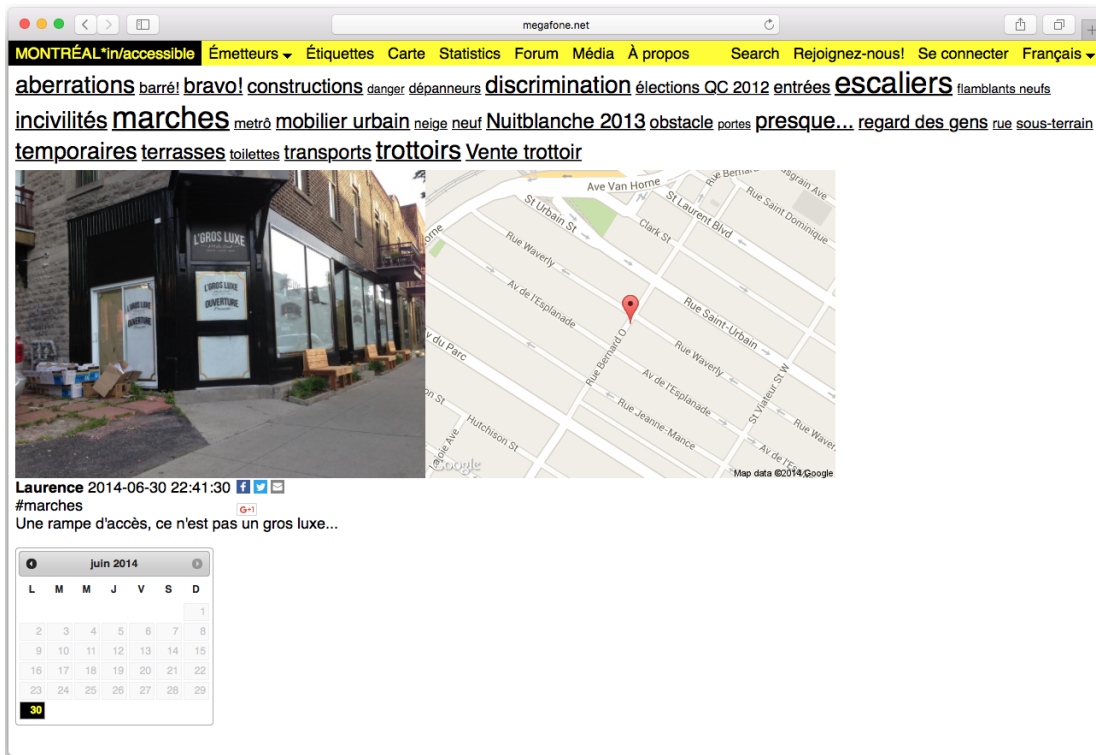 megafone.net
MONTRÉAL*in/accessible Émetteurs Étiquettes Carte Statistics Forum Média À propos Search Rejoignez-nous! Se connecter Français
aberrations barré! bravo! constructions danger dépanneurs discrimination élections QC 2012 entrées escaliers flamblants neufs
incivilités marches metrô mobilier urbain neige neuf Nuitblanche 2013 obstacle portes presque... regard des gens rue sous-terrain
temporaires terrasses toilettes transports trottoirs Vente trottoir
L'GROS LUXE
L'GROS LUXE
OUVERTURE
L'GROS LUXE
OUVERTURE
Ave Van Horne
Rue Bernard
St Urbain St
St Laurent Blvd
Rue Saint Dominique
Clark St
Rue Waverly
Av de l'Esplanade
Rue Saint-Urbain
Rue Bernard O
Rue Waverly
Av de l'Esplanade
St Viateur St W
Rue Jeanne-Mance
Hutchison St
Google
Map data ©2014 Google
Laurence 2014-06-30 22:41:30
#marches
G+1
Une rampe d'accès, ce n'est pas un gros luxe...
juin 2014
L M M J V S D
1
2 3 4 5 6 7 8
9 10 11 12 13 14 15
16 17 18 19 20 21 22
23 24 25 26 27 28 29
30